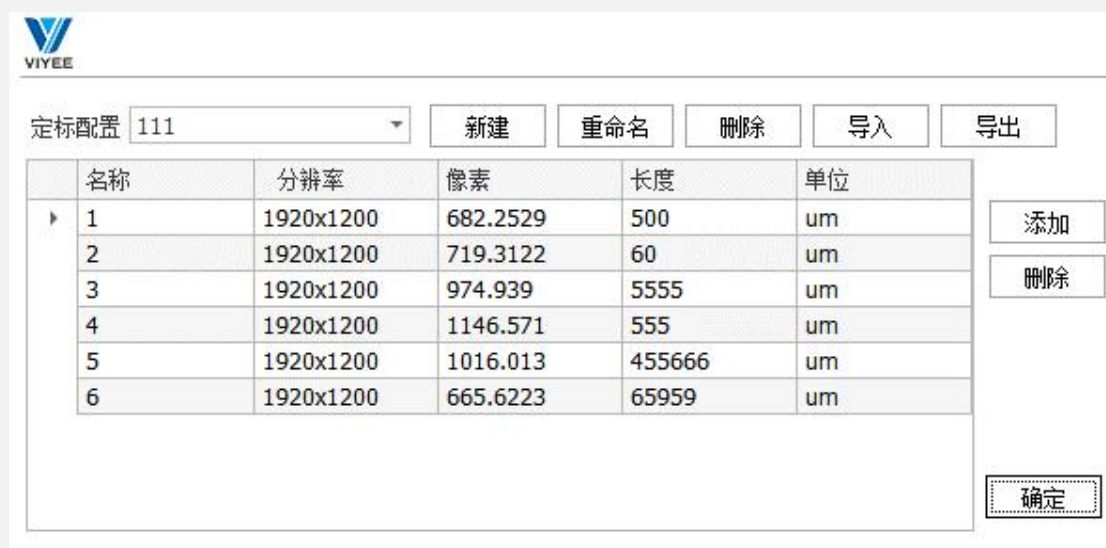 VIYEE
定标配置 111 新建 重命名 删除 导入 导出
名称 分辨率 像素 长度 单位
1 1920x1200 682.2529 500 um
添加
2 1920x1200 719.3122 60 um
删除
3 1920x1200 974.939 5555 um
4 1920x1200 1146.571 555 um
5 1920x1200 1016.013 455666 um
6 1920x1200 665.6223 65959 um
确定